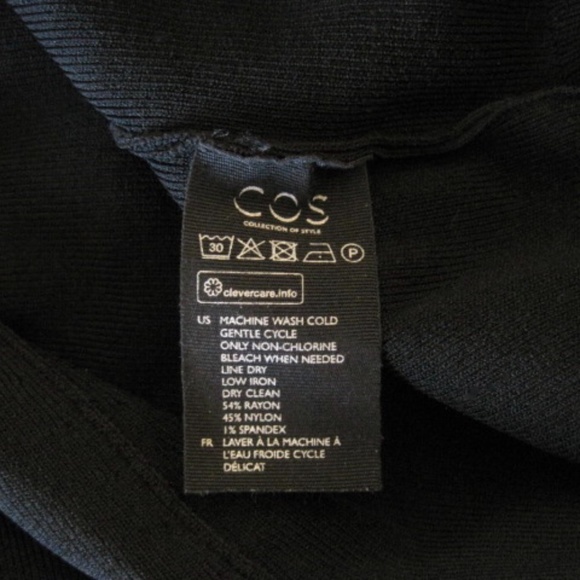 COS
COLLECTION OF STYLE
30 P
clevercare.info
US MACHINE WASH COLD
GENTLE CYCLE
ONLY NON-CHLORINE
BLEACH WHEN NEEDED
LINE DRY
LOW IRON
DRY CLEAN
54% RAYON
45% NYLON
1% SPANDEX
FR LAVER À LA MACHINE À
L'EAU FROIDE CYCLE
DÉLICAT